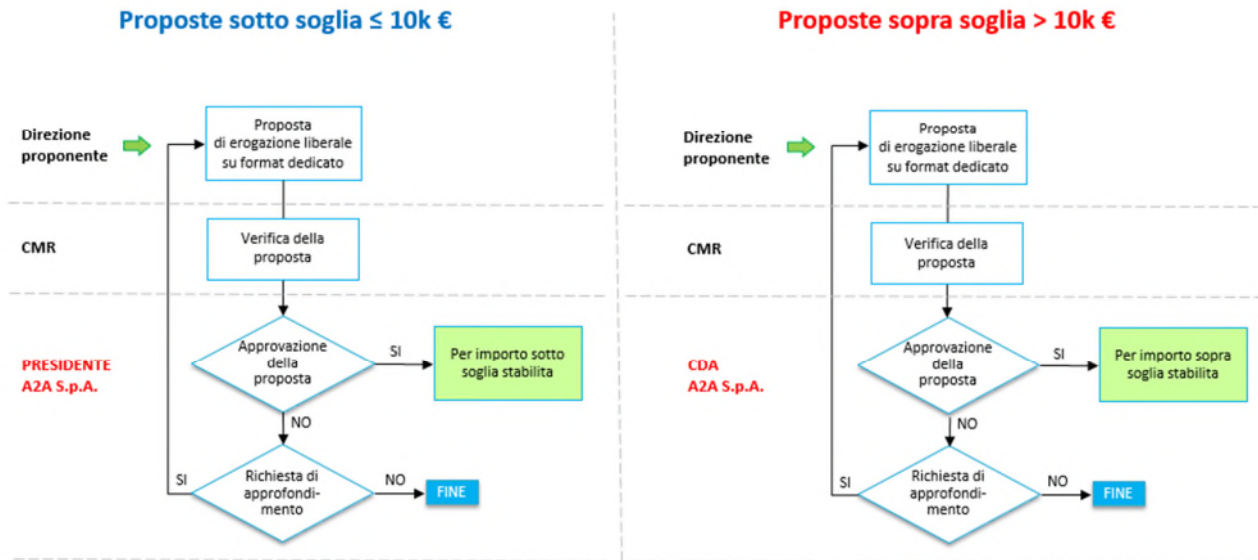 Proposte sotto soglia ≤ 10k €
Direzione
proponente
Proposta
di erogazione liberale
su format dedicato
CMR
Verifica della
proposta
PRESIDENTE
A2A S.p.A.
Approvazione
della
proposta
SI
Per importo sotto
soglia stabilita
NO
SI
Richiesta di
approfondi-
mento
NO
FINE
Proposte sopra soglia > 10k €
Direzione
proponente
Proposta
di erogazione liberale
su format dedicato
CMR
Verifica della
proposta
CDA
A2A S.p.A.
Approvazione
della
proposta
SI
Per importo sopra
soglia stabilita
NO
SI
Richiesta di
approfondi-
mento
NO
FINE